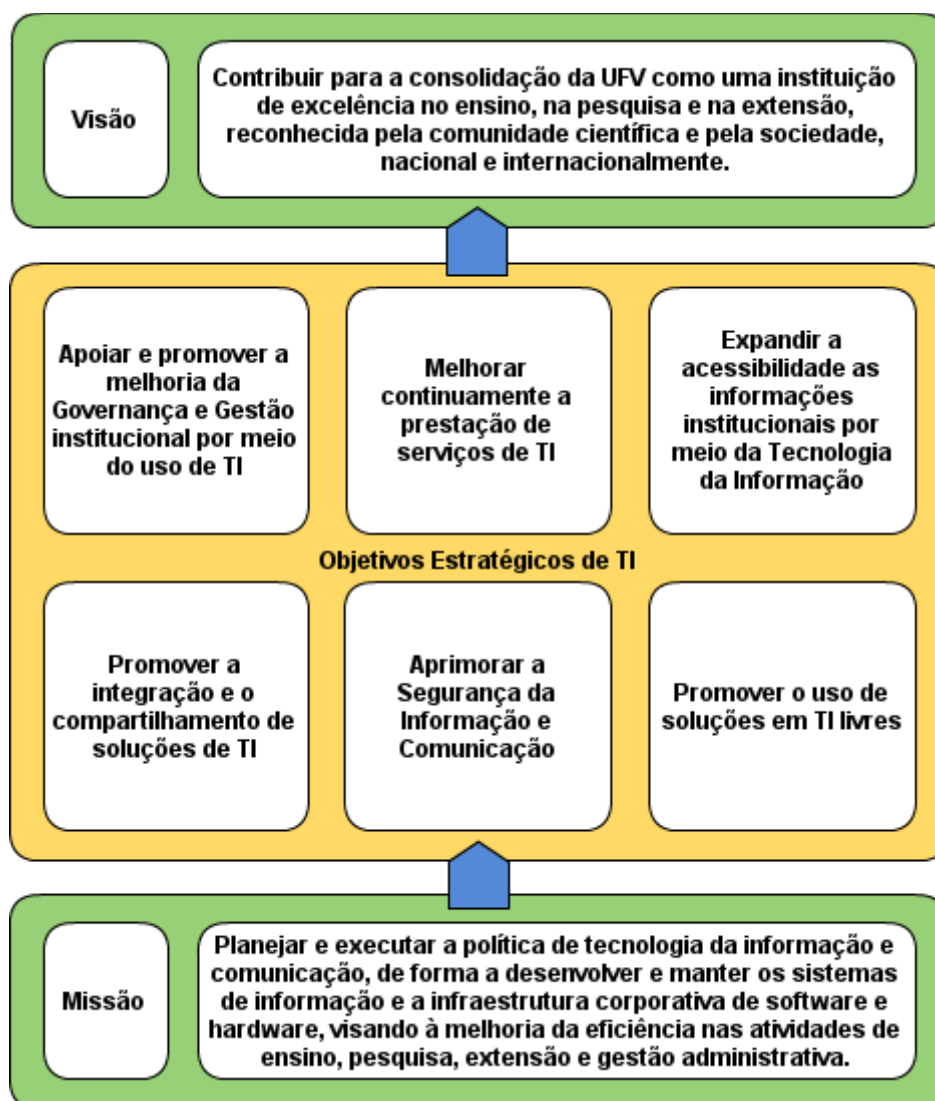 Visão
Contribuir para a consolidação da UFV como uma instituição
de excelência no ensino, na pesquisa e na extensão,
reconhecida pela comunidade científica e pela sociedade,
nacional e internacionalmente.
Apoiar e promover a
melhoria da
Governança e Gestão
institucional por meio
do uso de TI
Melhorar
continuamente a
prestação de
serviços de TI
Expandir a
acessibilidade as
informações
institucionais por
meio da Tecnologia
da Informação
Objetivos Estratégicos de TI
Promover a
integração e o
compartilhamento de
soluções de TI
Aprimorar a
Segurança da
Informação e
Comunicação
Promover o uso de
soluções em TI livres
Missão
Planejar e executar a política de tecnologia da informação e
comunicação, de forma a desenvolver e manter os sistemas
de informação e a infraestrutura corporativa de software e
hardware, visando à melhoria da eficiência nas atividades de
ensino, pesquisa, extensão e gestão administrativa.